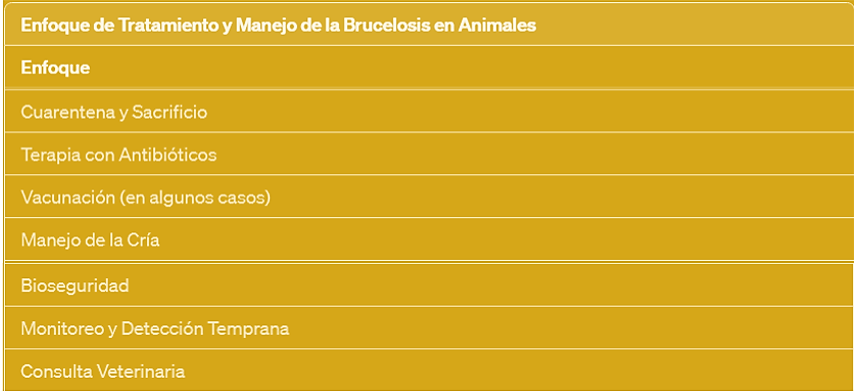 Enfoque de Tratamiento y Manejo de la Brucelosis en Animales
Enfoque
Cuarentena y Sacrificio
Terapia con Antibióticos
Vacunación (en algunos casos)
Manejo de la Cría
Bioseguridad
Monitoreo y Detección Temprana
Consulta Veterinaria